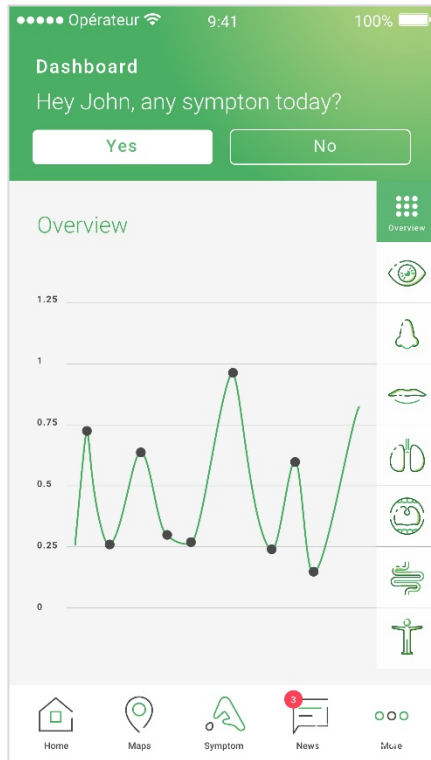 Opérateur 9:41 100%
Dashboard
Hey John, any sympton today?
Yes No
Overview
Overview
1.25
1
0.75
0.5
0.25
0
3
Home Maps Symptom News More